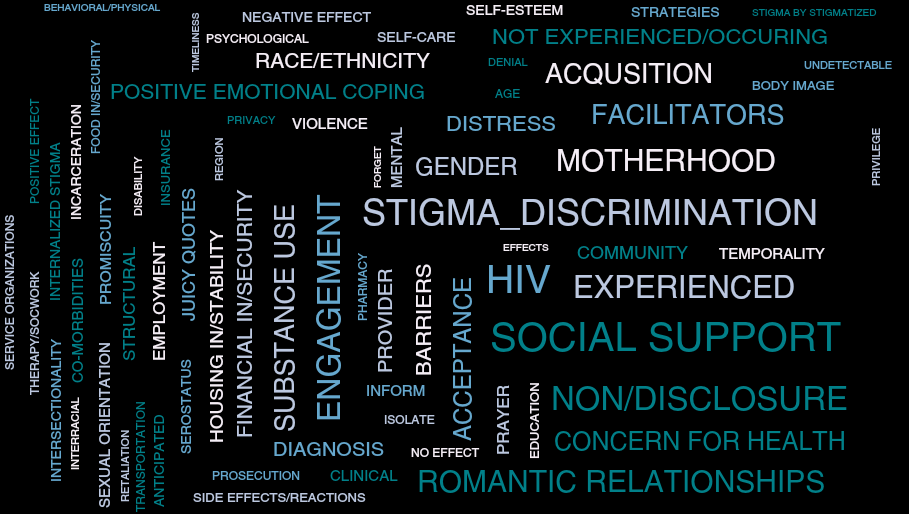 BEHAVIORAL/PHYSICAL
NEGATIVE EFFECT
SELF-ESTEEM
STRATEGIES
STIGMA BY STIGMATIZED
TIMELINESS
PSYCHOLOGICAL
SELF-CARE
NOT EXPERIENCED/OCCURING
FOOD IN/SECURITY
RACE/ETHNICITY
DENIAL
ACQUSITION
UNDETECTABLE
POSITIVE EMOTIONAL COPING
AGE
BODY IMAGE
POSITIVE EFFECT
INCARCERATION
PRIVACY
VIOLENCE
DISTRESS
FACILITATORS
INTERNALIZED STIGMA
DISABILITY
INSURANCE
REGION
FORGET
MENTAL
GENDER
MOTHERHOOD
PRIVILEGE
STIGMA_DISCRIMINATION
SERVICE ORGANIZATIONS
THERAPY/SOCWORK
CO-MORBIDITIES
PROMISCUITY
STRUCTURAL
EMPLOYMENT
JUICY QUOTES
HOUSING IN/STABILITY
FINANCIAL IN/SECURITY
SUBSTANCE USE
ENGAGEMENT
PHARMACY
PROVIDER
BARRIERS
ACCEPTANCE
EFFECTS
COMMUNITY
TEMPORALITY
HIV
EXPERIENCED
SOCIAL SUPPORT
INTERSECTIONALITY
INTERRACIAL
SEXUAL ORIENTATION
RETALIATION
TRANSPORTATION
ANTICIPATED
SEROSTATUS
INFORM
ISOLATE
PRAYER
EDUCATION
NON/DISCLOSURE
DIAGNOSIS
NO EFFECT
CONCERN FOR HEALTH
PROSECUTION
CLINICAL
ROMANTIC RELATIONSHIPS
SIDE EFFECTS/REACTIONS